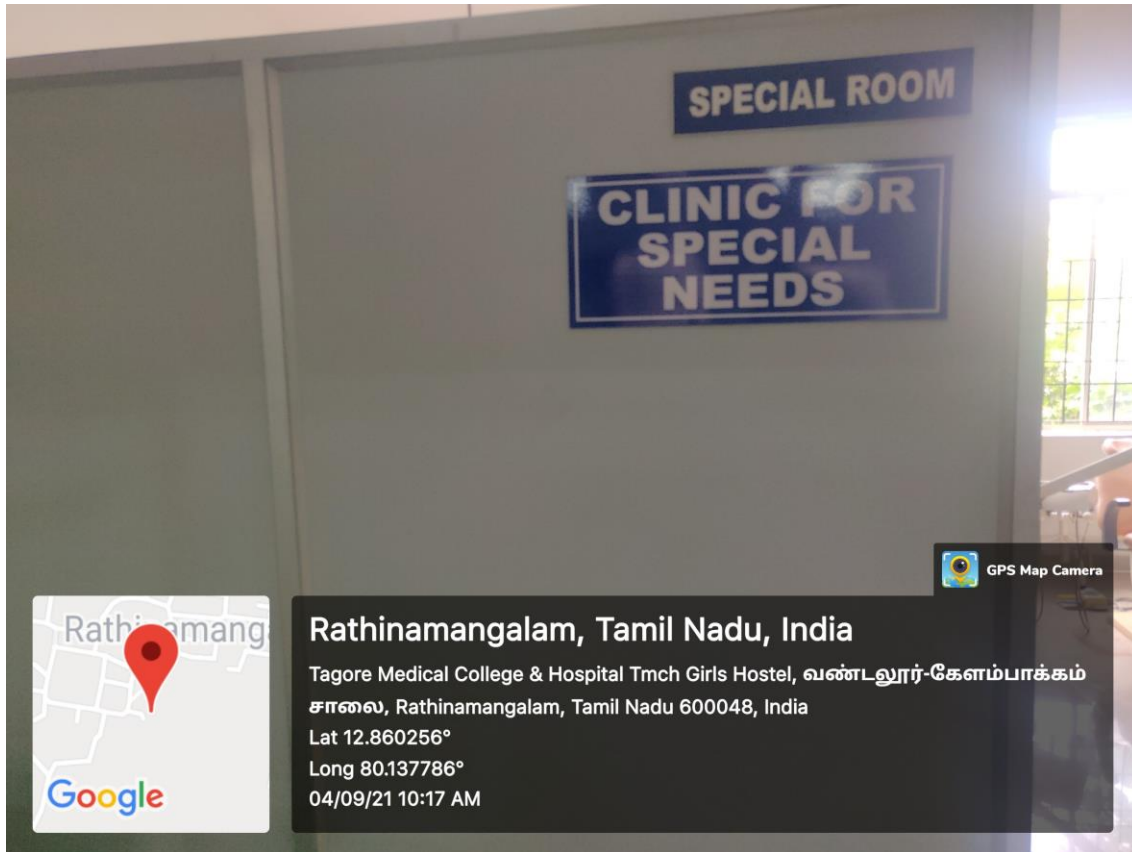 SPECIAL ROOM
CLINIC FOR
SPECIAL
NEEDS
GPS Map Camera
Rathinamang
Google
Rathinamangalam, Tamil Nadu, India
Tagore Medical College & Hospital Tmch Girls Hostel, வண்டலூர்-கேளம்பாக்கம்
சாலை, Rathinamangalam, Tamil Nadu 600048, India
Lat 12.860256°
Long 80.137786°
04/09/21 10:17 AM